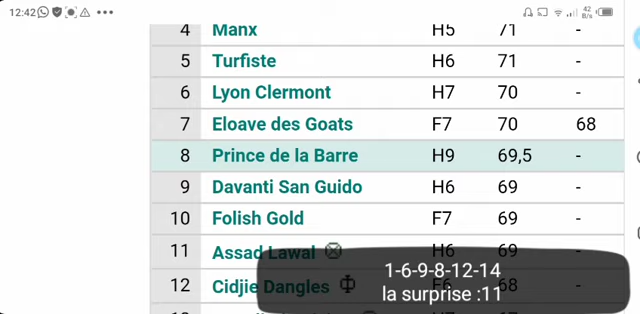 12:42 42 B/s
4 Manx H5 71 -
5 Turfiste H6 71 -
6 Lyon Clermont H7 70 -
7 Eloave des Goats F7 70 68
8 Prince de la Barre H9 69,5 -
9 Davanti San Guido H6 69 -
10 Folish Gold F7 69 -
11 Assad Lawal H6 69 -
12 Cidjie Dangles F6 68 -
1-6-9-8-12-14
la surprise :11